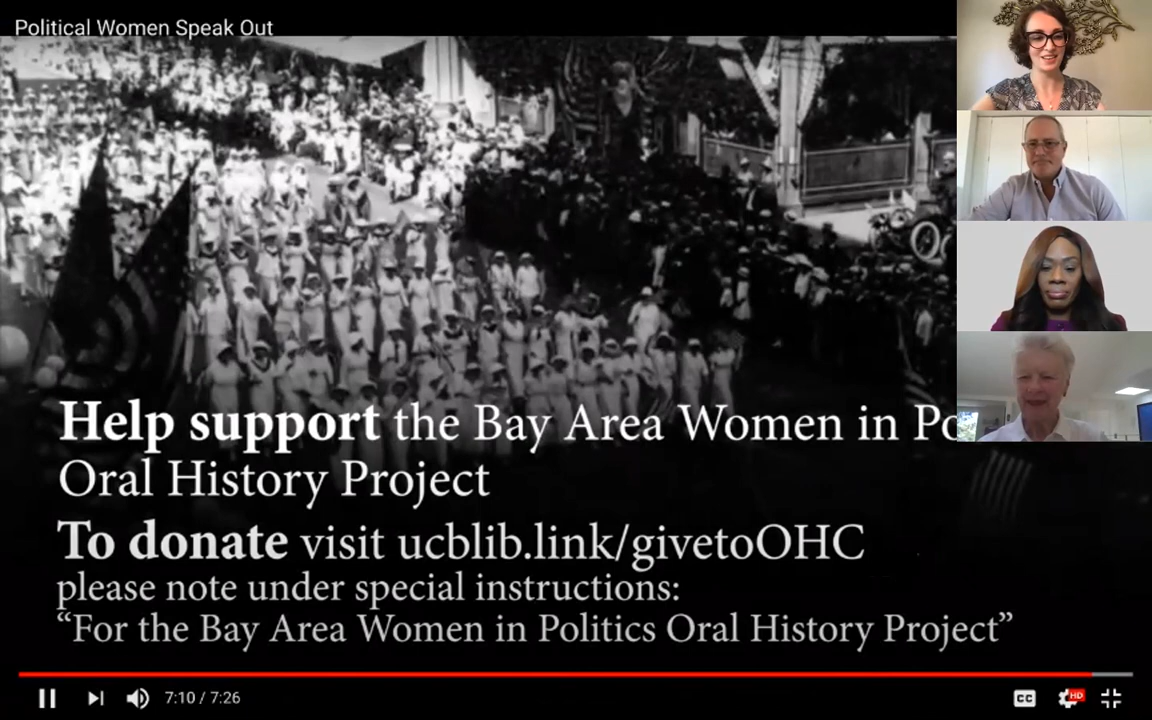 Political Women Speak Out
Help support the Bay Area Women in Po
Oral History Project
To donate visit ucblib.link/givetoOHC
please note under special instructions:
“For the Bay Area Women in Politics Oral History Project”
7:10 / 7:26
CC
HD